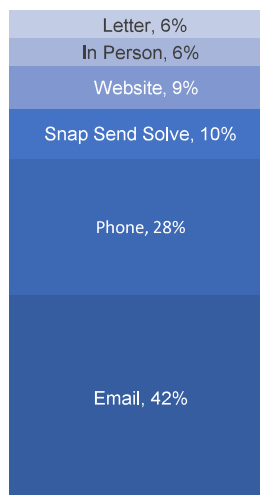 Letter, 6%
In Person, 6%
Website, 9%
Snap Send Solve, 10%
Phone, 28%
Email, 42%